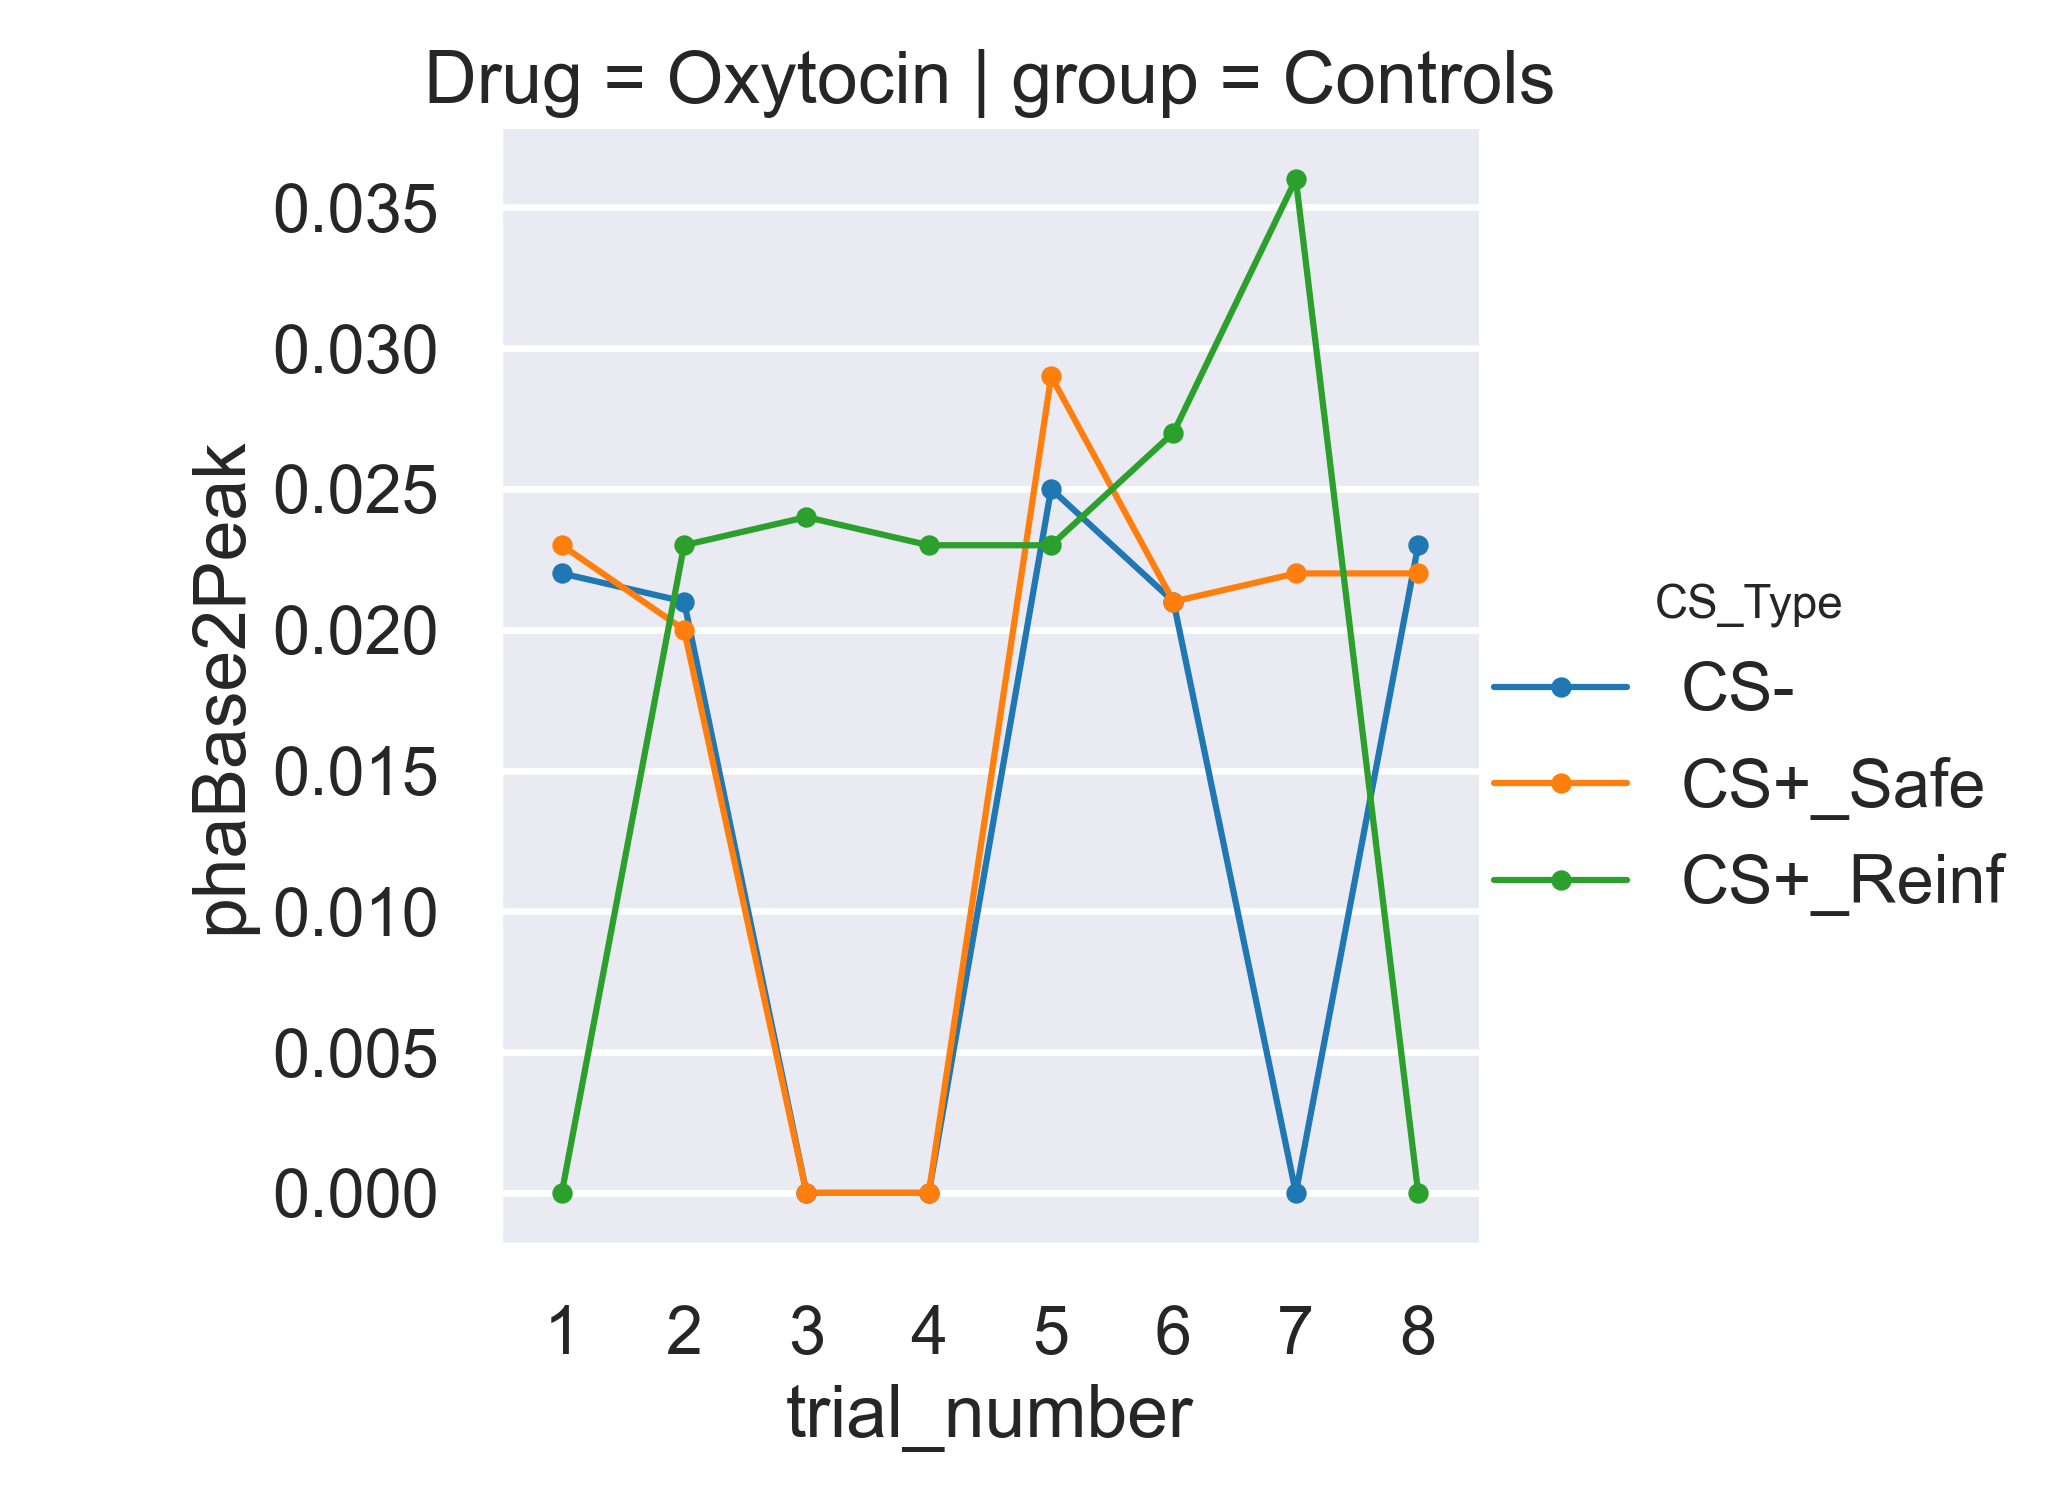 Drug = Oxytocin | group = Controls
phaBase2Peak
0.035
0.030
0.025
0.020
0.015
0.010
0.005
0.000
1 2 3 4 5 6 7 8
trial_number
CS_Type
CS-
CS+_Safe
CS+_Reinf